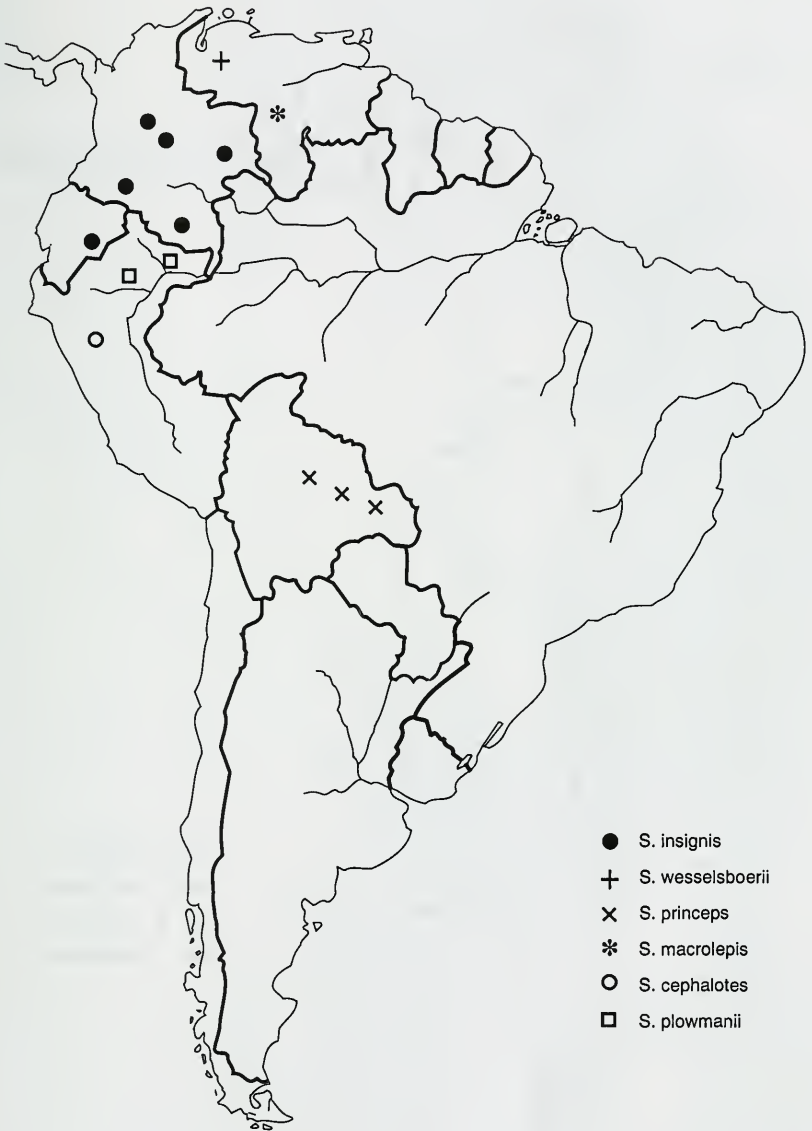 S. insignis
S. wesselsboerii
S. princeps
S. macrolepis
S. cephalotes
S. plowmanii